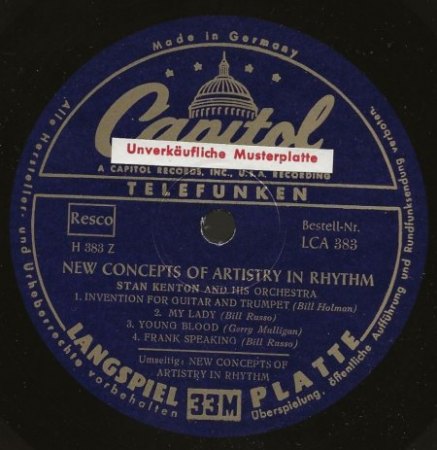 Made in Germany
Capitol
Unverkäufliche Musterplatte
A CAPITOL RECORDS, INC., U.S.A. RECORDING
TELEFUNKEN
Resco
H 383 Z
Bestell-Nr.
LCA 383
NEW CONCEPTS OF ARTISTRY IN RHYTHM
STAN KENTON AND HIS ORCHESTRA
1. INVENTION FOR GUITAR AND TRUMPET (Bill Holman)
2. MY LADY (Bill Russo)
3. YOUNG BLOOD (Gerry Mulligan)
4. FRANK SPEAKING (Bill Russo)
Umseitig: NEW CONCEPTS OF
ARTISTRY IN RHYTHM
LANGSPIEL 33M PLATTE
Alle Hersteller- und Urheberrechte vorbehalten
Überspielung, öffentliche Aufführung und Rundfunksendung verboten.